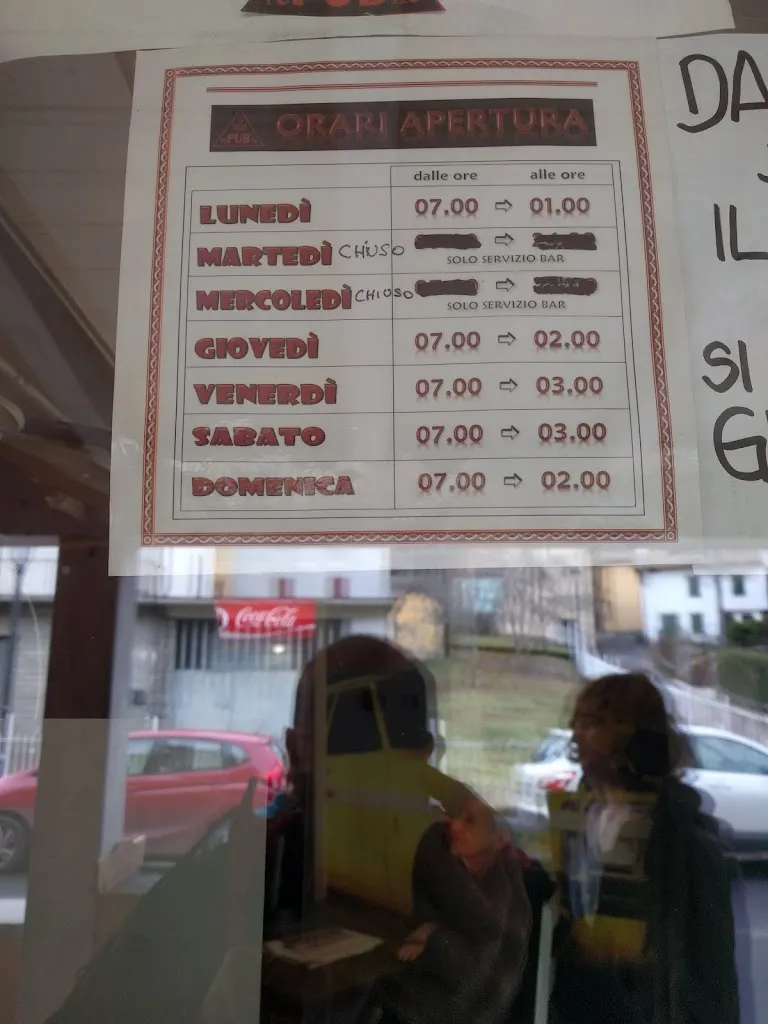 PUB
PUB ORARI APERTURA
dalle ore alle ore
LUNEDÌ 07.00 ⇨ 01.00
MARTEDÌ CHIUSO ⇨
SOLO SERVIZIO BAR
MERCOLEDÌ CHIUSO ⇨
SOLO SERVIZIO BAR
GIOVEDÌ 07.00 ⇨ 02.00
VENERDÌ 07.00 ⇨ 03.00
SABATO 07.00 ⇨ 03.00
DOMENICA 07.00 ⇨ 02.00
DA
IL
SI
Coca-Cola